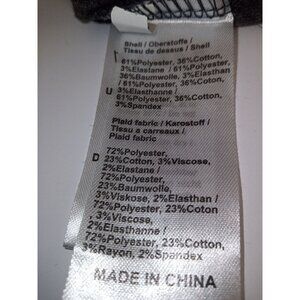 Shell / Oberstoffe /
Tissu de dessus / Shell
61%Polyester, 36%Cotton,
3%Elastane / 61%Polyester,
36%Baumwolle, 3%Elasthan
/ 61%Polyester, 36%Coton,
U 3%Elasthanne /
61%Polyester, 36%Cotton,
3%Spandex
Plaid fabric / Karostoff /
Tissu a carreaux /
Plaid fabric
D 72%Polyester,
23%Cotton, 3%Viscose,
2%Elastane /
72%Polyester,
23%Baumwolle,
3%Viskose, 2%Elasthan /
72%Polyester, 23%Coton
, 3%Viscose,
2%Elasthanne /
72%Polyester, 23%Cotton,
3%Rayon, 2%Spandex
MADE IN CHINA